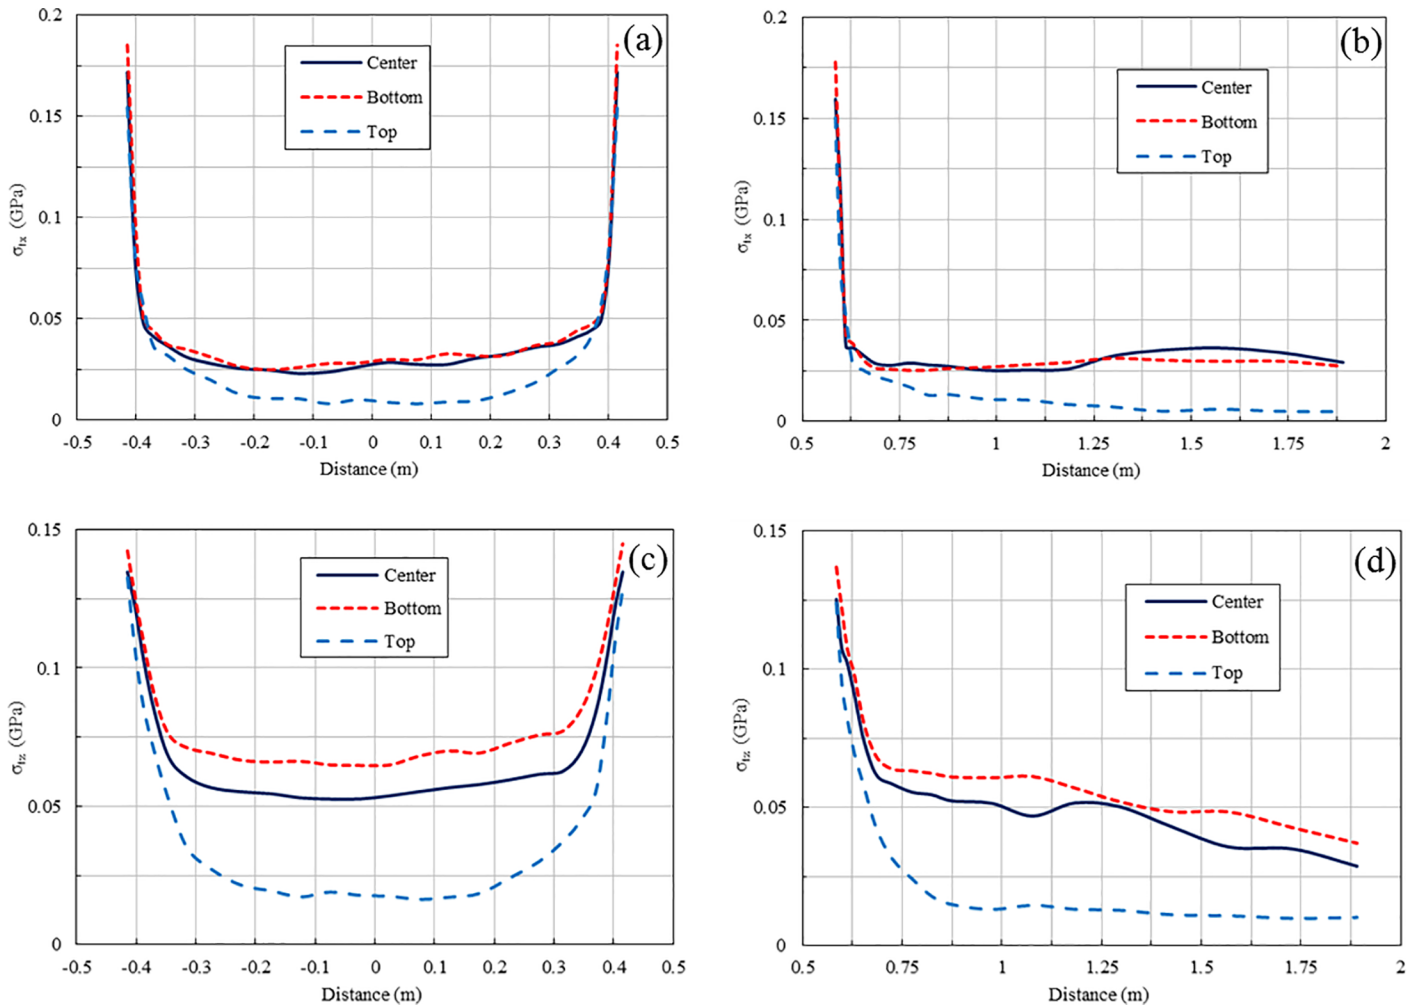 (a)
0.2
0.15
0.1
0.05
0
σtx (GPa)
Center
Bottom
Top
-0.5 -0.4 -0.3 -0.2 -0.1 0 0.1 0.2 0.3 0.4 0.5
Distance (m)
(b)
0.2
0.15
0.1
0.05
0
σtx (GPa)
Center
Bottom
Top
0.5 0.75 1 1.25 1.5 1.75 2
Distance (m)
(c)
0.15
0.1
0.05
0
σtz (GPa)
Center
Bottom
Top
-0.5 -0.4 -0.3 -0.2 -0.1 0 0.1 0.2 0.3 0.4 0.5
Distance (m)
(d)
0.15
0.1
0.05
0
σtz (GPa)
Center
Bottom
Top
0.5 0.75 1 1.25 1.5 1.75 2
Distance (m)